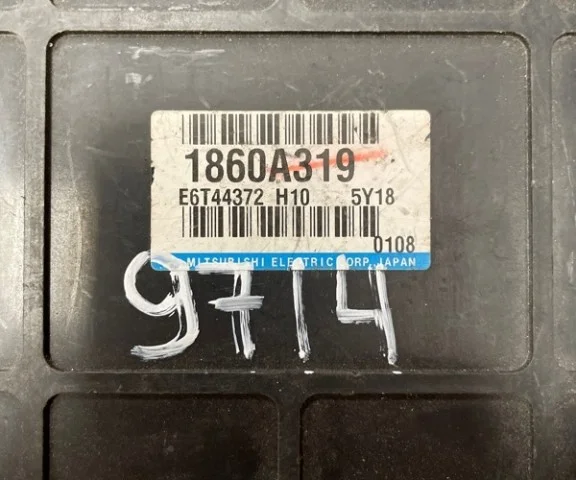 1860A319
E6T44372 H10 5Y18
0108
MITSUBISHI ELECTRIC CORP. JAPAN
9714